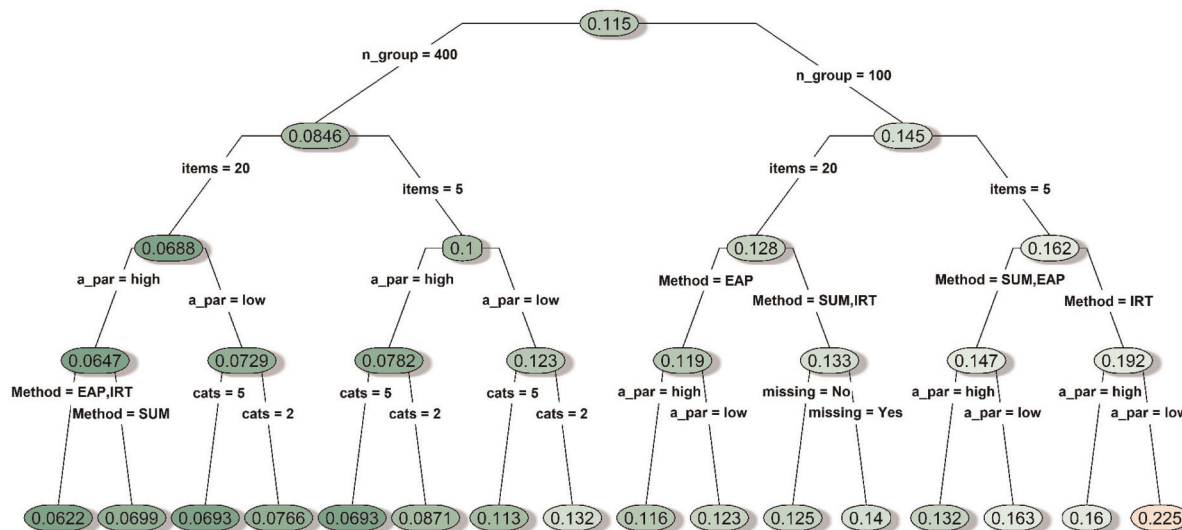 0.115
n_group = 400
n_group = 100
0.0846
0.145
items = 20
items = 5
items = 20
items = 5
0.0688
0.1
0.128
0.162
a_par = high
a_par = low
a_par = high
a_par = low
Method = EAP
Method = SUM,IRT
Method = SUM,EAP
Method = IRT
0.0647
0.0729
0.0782
0.123
0.119
0.133
0.147
0.192
Method = EAP,IRT
Method = SUM
cats = 5
cats = 2
cats = 5
cats = 2
cats = 5
cats = 2
a_par = high
a_par = low
missing = No
missing = Yes
a_par = high
a_par = low
a_par = high
a_par = low
0.0622
0.0699
0.0693
0.0766
0.0693
0.0871
0.113
0.132
0.116
0.123
0.125
0.14
0.132
0.163
0.16
0.225